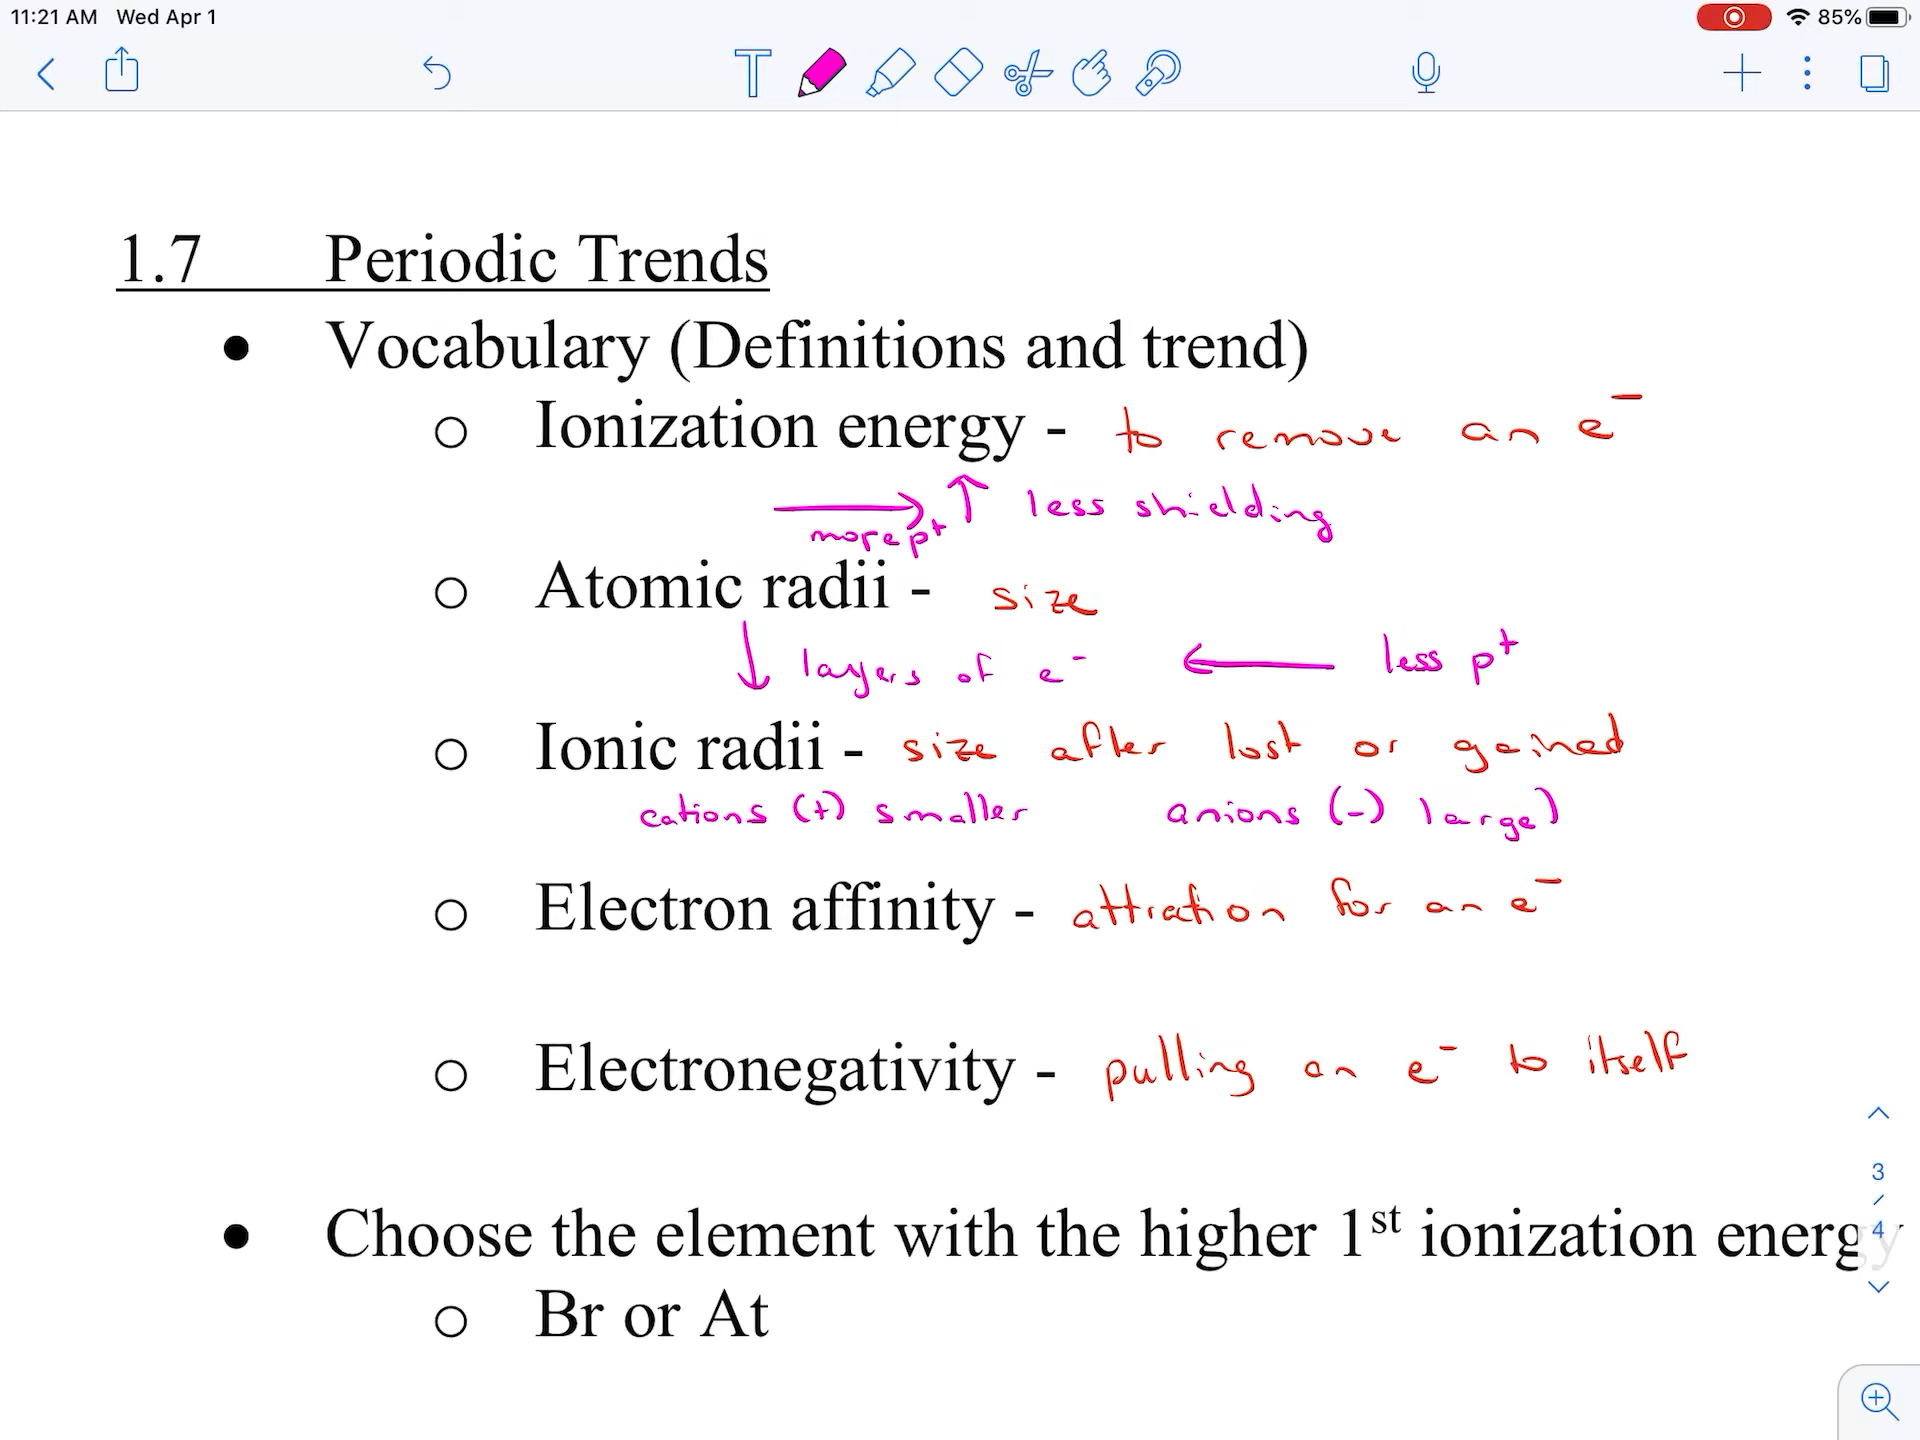 11:21 AM Wed Apr 1
85%
T
1.7 Periodic Trends
• Vocabulary (Definitions and trend)
o Ionization energy - to remove an e⁻
→ ↑ less shielding
more p⁺
o Atomic radii - size
↓ layers of e⁻ ← less p⁺
o Ionic radii - size after lost or gained
cations (+) smaller anions (-) larger
o Electron affinity - attraction for an e⁻
o Electronegativity - pulling an e⁻ to itself
3
/
4
• Choose the element with the higher 1ˢᵗ ionization energy
o Br or At